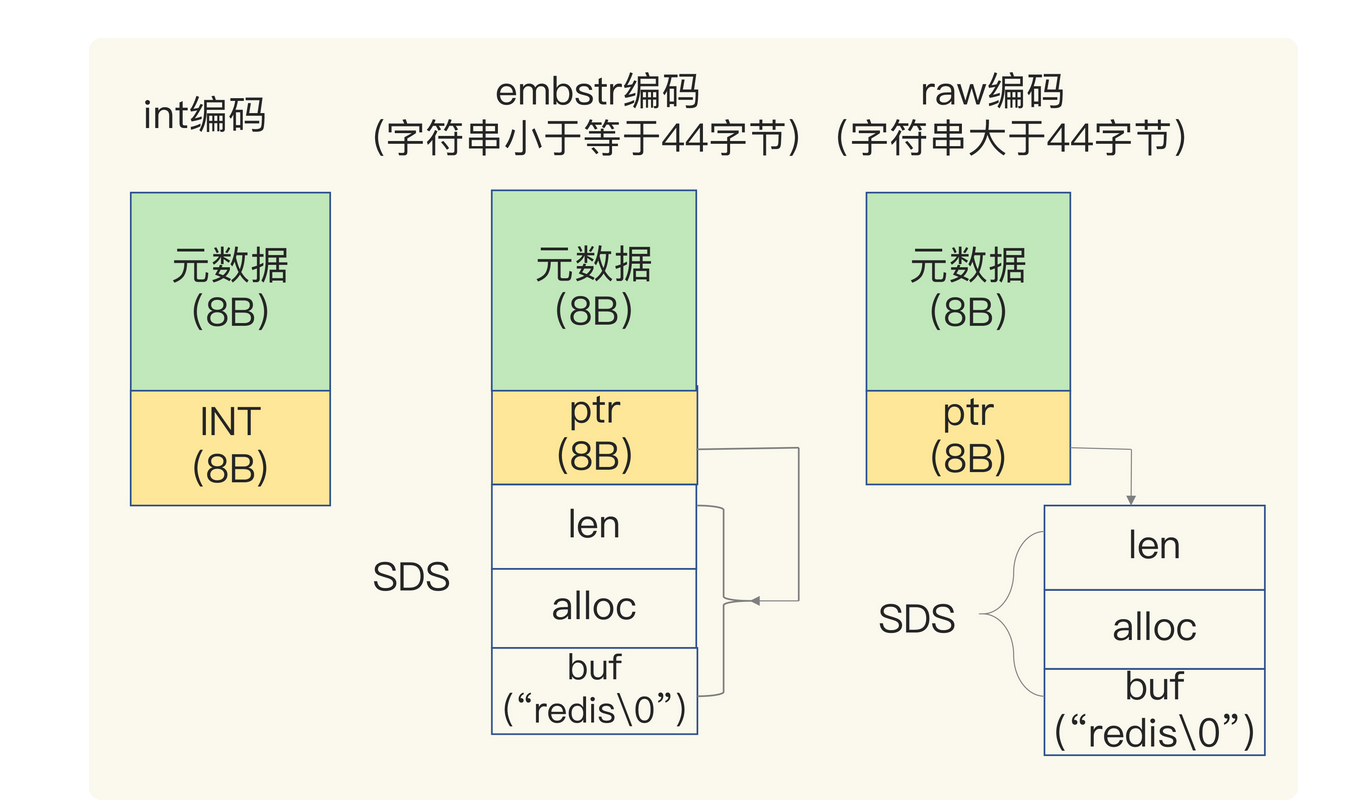 int编码
embstr编码
(字符串小于等于44字节)
raw编码
(字符串大于44字节)
元数据
(8B)
INT
(8B)
元数据
(8B)
ptr
(8B)
len
alloc
buf
(“redis\0”)
SDS
元数据
(8B)
ptr
(8B)
len
alloc
buf
(“redis\0”)
SDS